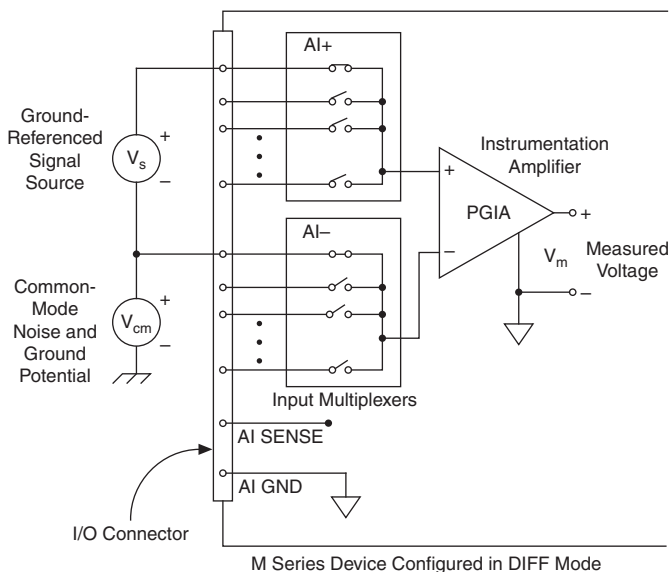 AI+
Ground-
Referenced
Signal
Source
+
Vs
−
Instrumentation
Amplifier
+
PGIA
−
+
Vm
−
Measured
Voltage
AI−
Common-
Mode
Noise and
Ground
Potential
+
Vcm
−
Input Multiplexers
AI SENSE
AI GND
I/O Connector
M Series Device Configured in DIFF Mode